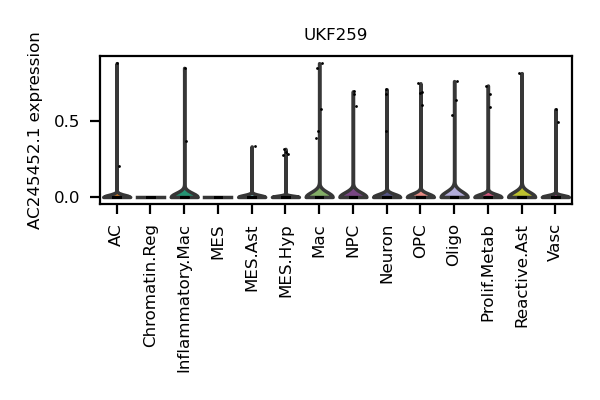 UKF259
AC245452.1 expression
0.5
0.0
AC
Chromatin.Reg
Inflammatory.Mac
MES
MES.Ast
MES.Hyp
Mac
NPC
Neuron
OPC
Oligo
Prolif.Metab
Reactive.Ast
Vasc